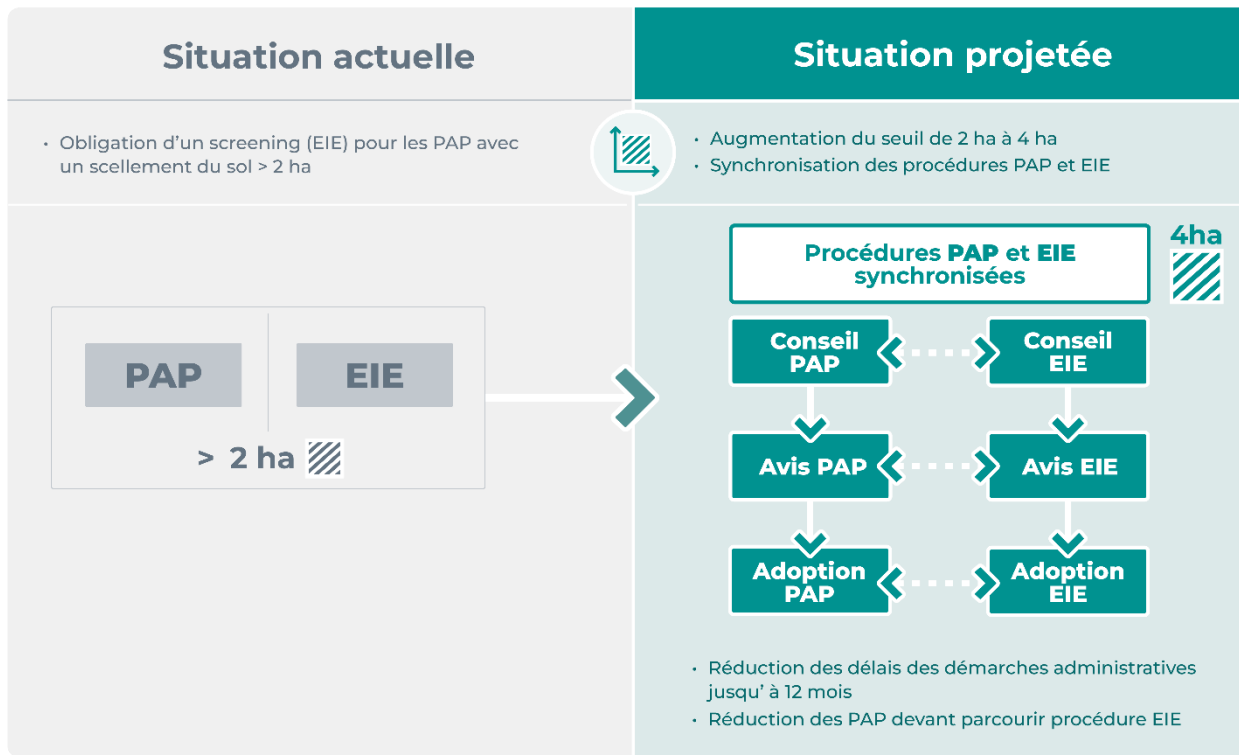 Situation actuelle
• Obligation d'un screening (EIE) pour les PAP avec
un scellement du sol > 2 ha
PAP
EIE
> 2 ha
Situation projetée
• Augmentation du seuil de 2 ha à 4 ha
• Synchronisation des procédures PAP et EIE
Procédures PAP et EIE
synchronisées
4ha
Conseil
PAP
Conseil
EIE
Avis PAP
Avis EIE
Adoption
PAP
Adoption
EIE
• Réduction des délais des démarches administratives
jusqu' à 12 mois
• Réduction des PAP devant parcourir procédure EIE